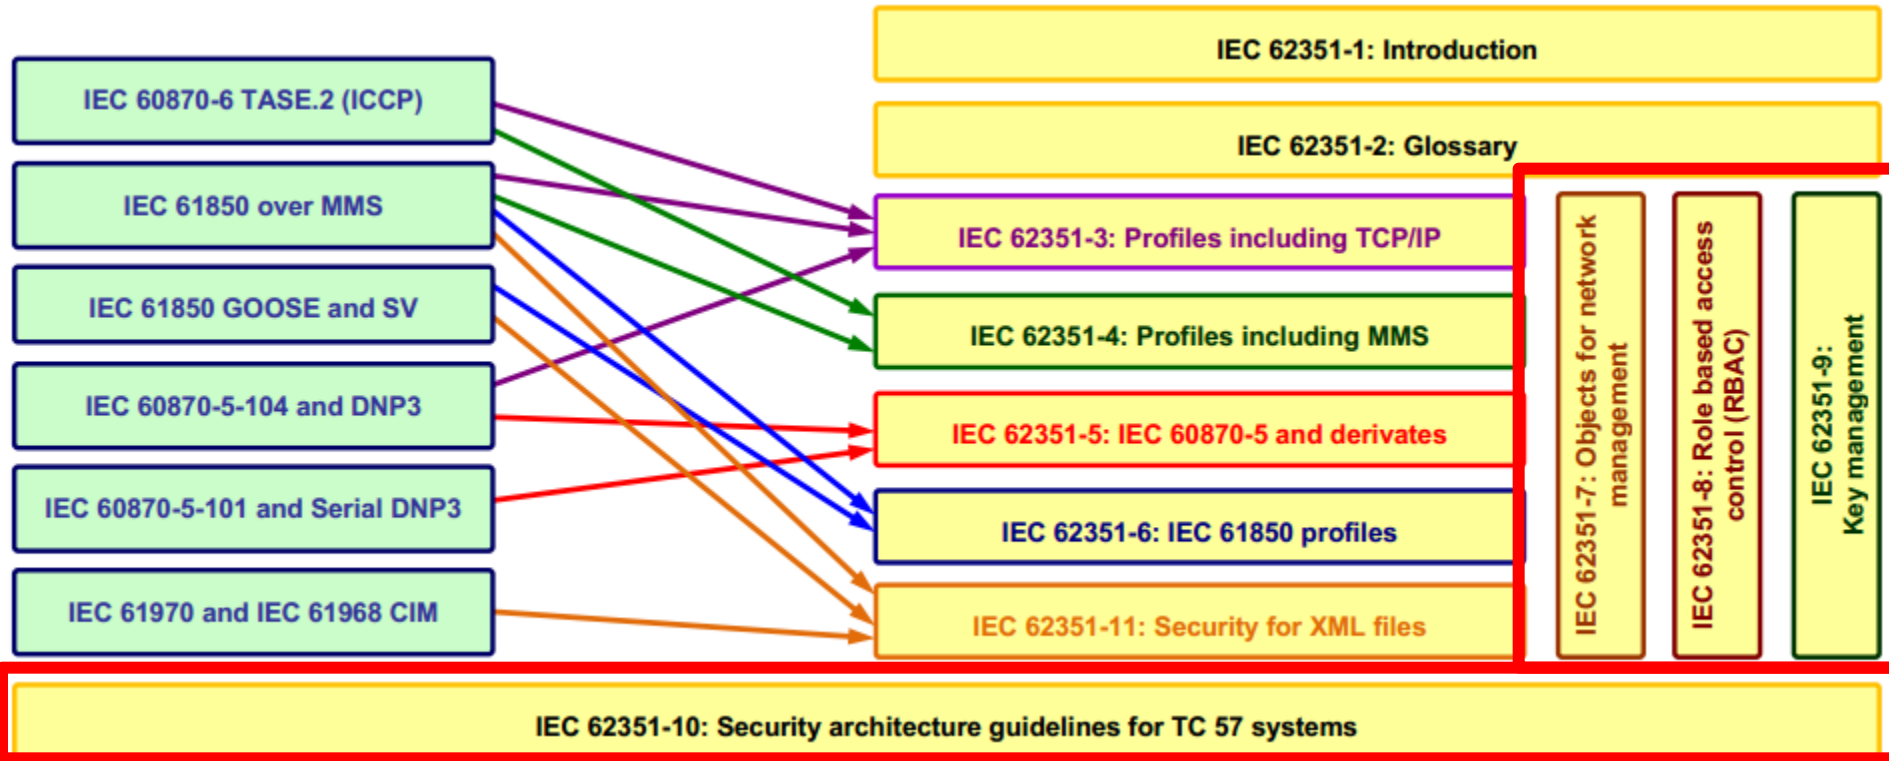 IEC 62351-1: Introduction
IEC 60870-6 TASE.2 (ICCP)
IEC 62351-2: Glossary
IEC 61850 over MMS
IEC 62351-3: Profiles including TCP/IP
IEC 61850 GOOSE and SV
IEC 62351-4: Profiles including MMS
IEC 60870-5-104 and DNP3
IEC 62351-5: IEC 60870-5 and derivates
IEC 60870-5-101 and Serial DNP3
IEC 62351-6: IEC 61850 profiles
IEC 61970 and IEC 61968 CIM
IEC 62351-11: Security for XML files
IEC 62351-7: Objects for network
management
IEC 62351-8: Role based access
control (RBAC)
IEC 62351-9:
Key management
IEC 62351-10: Security architecture guidelines for TC 57 systems